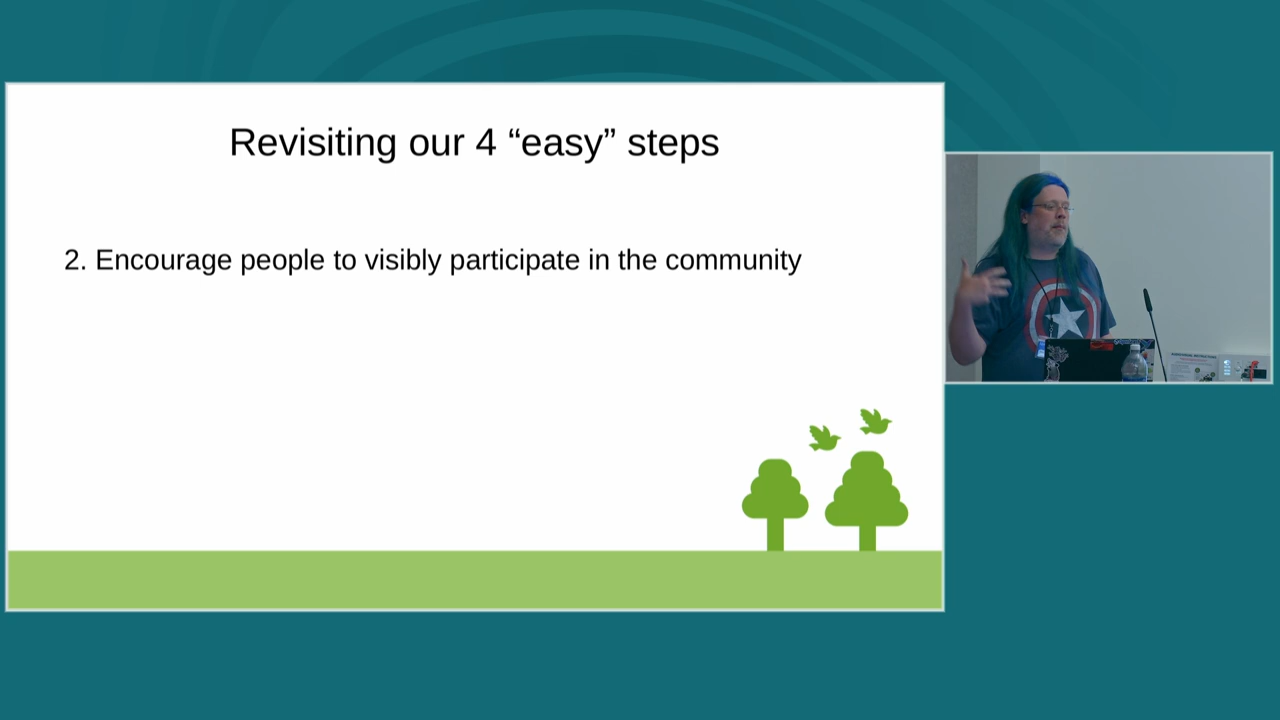 Revisiting our 4 “easy” steps
2. Encourage people to visibly participate in the community